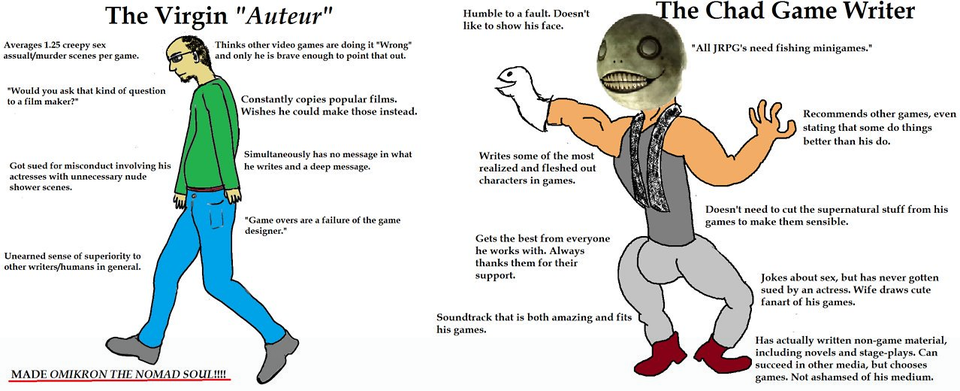 The Virgin "Auteur"
Averages 1.25 creepy sex
assualt/murder scenes per game.
Thinks other video games are doing it "Wrong"
and only he is brave enough to point that out.
"Would you ask that kind of question
to a film maker?"
Constantly copies popular films.
Wishes he could make those instead.
Got sued for misconduct involving his
actresses with unnecessary nude
shower scenes.
Simultaneously has no message in what
he writes and a deep message.
"Game overs are a failure of the game
designer."
Unearned sense of superiority to
other writers/humans in general.
MADE OMIKRON THE NOMAD SOUL!!!!
The Chad Game Writer
Humble to a fault. Doesn't
like to show his face.
"All JRPG's need fishing minigames."
Recommends other games, even
stating that some do things
better than his do.
Writes some of the most
realized and fleshed out
characters in games.
Doesn't need to cut the supernatural stuff from his
games to make them sensible.
Gets the best from everyone
he works with. Always
thanks them for their
support.
Jokes about sex, but has never gotten
sued by an actress. Wife draws cute
fanart of his games.
Soundtrack that is both amazing and fits
his games.
Has actually written non-game material,
including novels and stage-plays. Can
succeed in other media, but chooses
games. Not ashamsed of his medium.